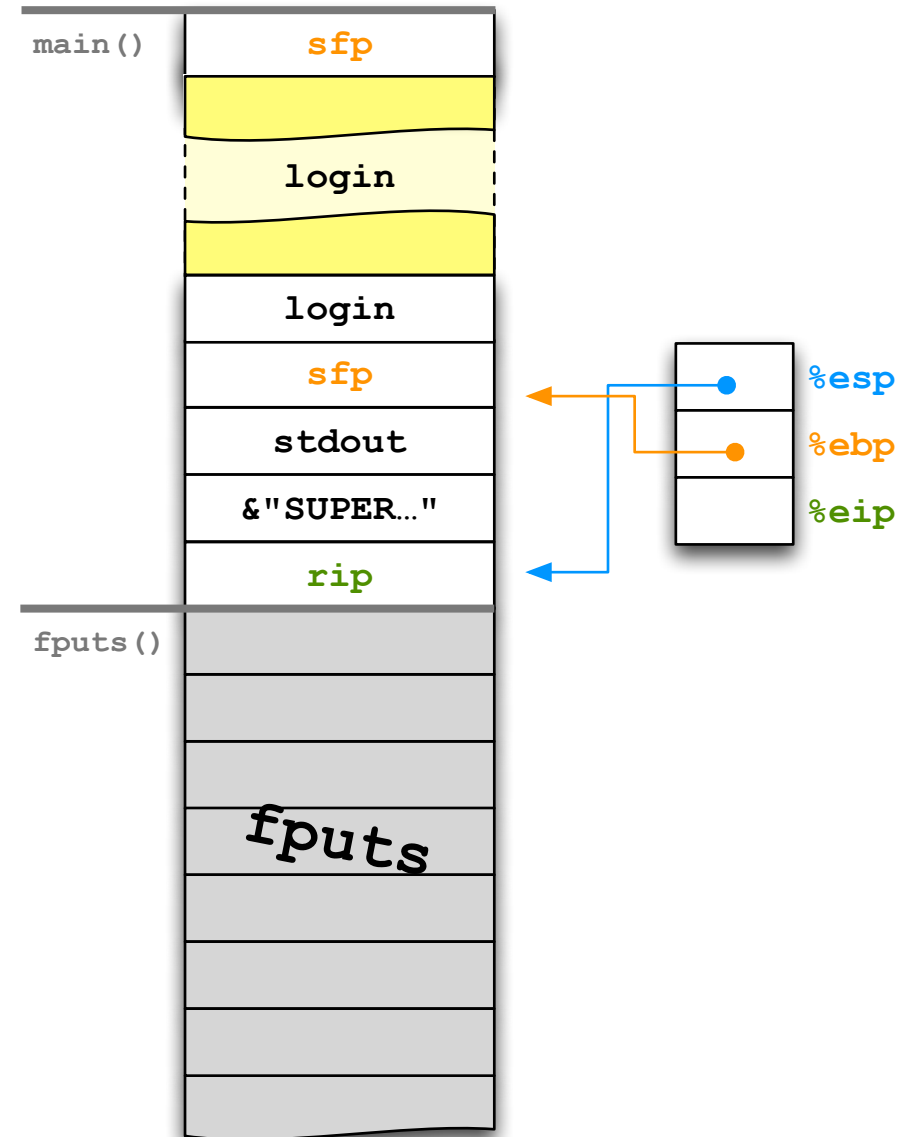 main()
sfp
login
login
sfp
%esp
stdout
%ebp
&"SUPER…"
%eip
rip
fputs()
fputs